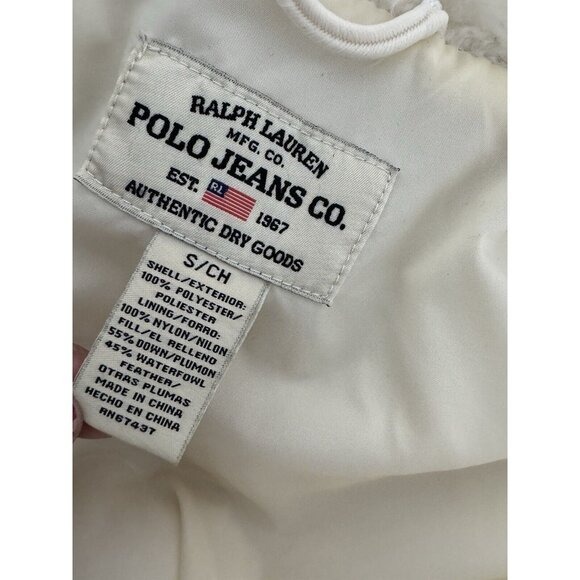 RALPH LAUREN
MFG. CO.
POLO JEANS CO.
EST. RL 1967
AUTHENTIC DRY GOODS
S/CH
SHELL/EXTERIOR:
100% POLYESTER/
POLIESTER
LINING/FORRO:
100% NYLON/NILON
FILL/EL RELLENO
55% DOWN/PLUMON
45% WATERFOWL
FEATHER/
OTRAS PLUMAS
MADE IN CHINA
HECHO EN CHINA
RN67437